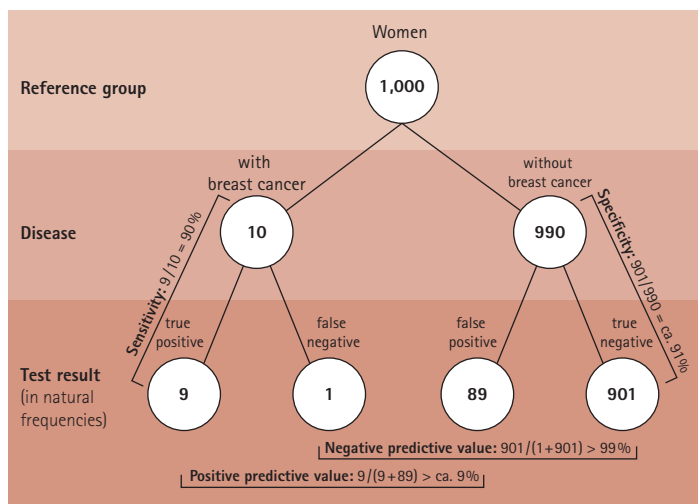 Women
Reference group
1,000
with
breast cancer
without
breast cancer
Disease
10
990
Sensitivity: 9/10 = 90%
Specificity: 901/990 = ca. 91%
true
positive
false
negative
false
positive
true
negative
Test result
(in natural
frequencies)
9
1
89
901
Negative predictive value: 901/(1+901) > 99%
Positive predictive value: 9/(9+89) > ca. 9%